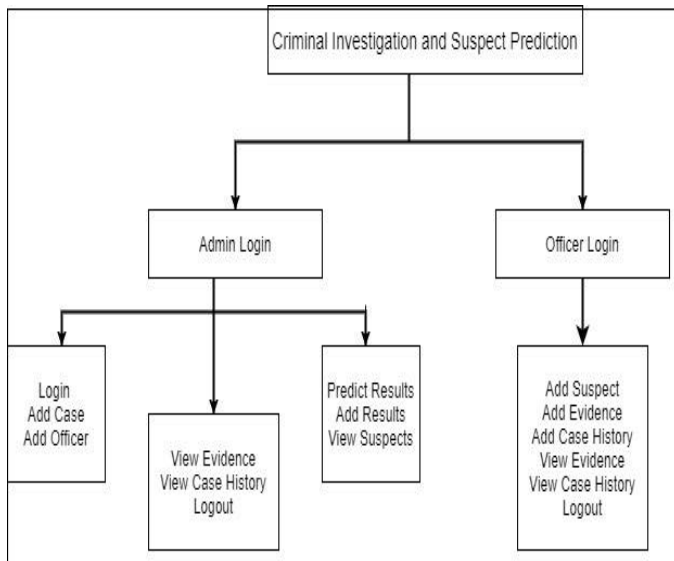 Criminal Investigation and Suspect Prediction
Admin Login
Officer Login
Login
Add Case
Add Officer
View Evidence
View Case History
Logout
Predict Results
Add Results
View Suspects
Add Suspect
Add Evidence
Add Case History
View Evidence
View Case History
Logout